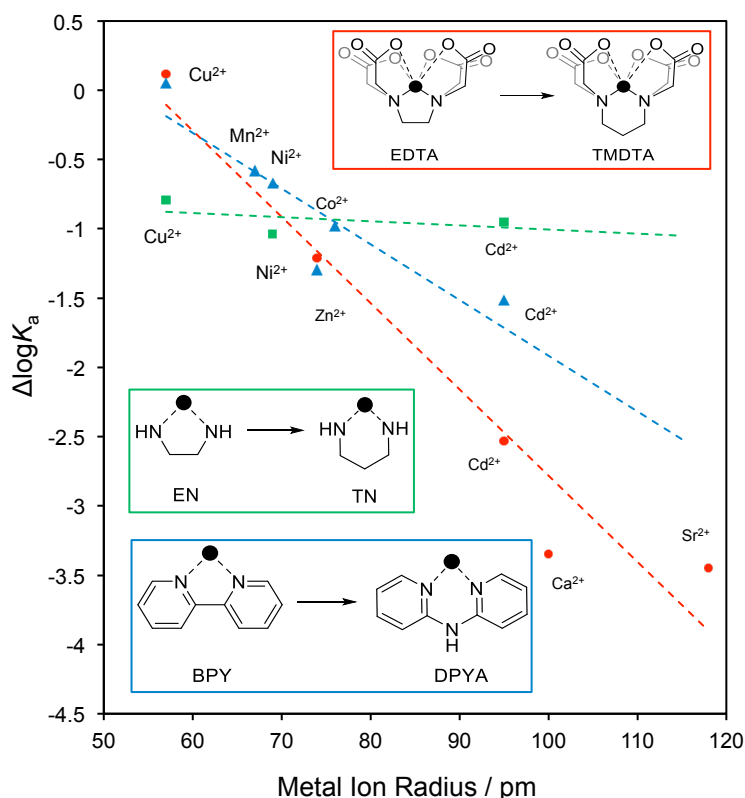 -0.5
0
-0.5
-1
-1.5
-2
-2.5
-3
-3.5
-4
-4.5
50
60
70
80
90
100
110
120
ΔlogKₐ
Metal Ion Radius / pm
Cu²⁺
Mn²⁺
Ni²⁺
Co²⁺
Cu²⁺
Ni²⁺
Zn²⁺
Cd²⁺
Cd²⁺
Cd²⁺
Ca²⁺
Sr²⁺
O
O
O
O
O
O
O
O
N
N
EDTA
O
O
O
O
O
O
O
O
N
N
TMDTA
HN
NH
EN
HN
NH
TN
N
N
BPY
N
N
N
H
DPYA